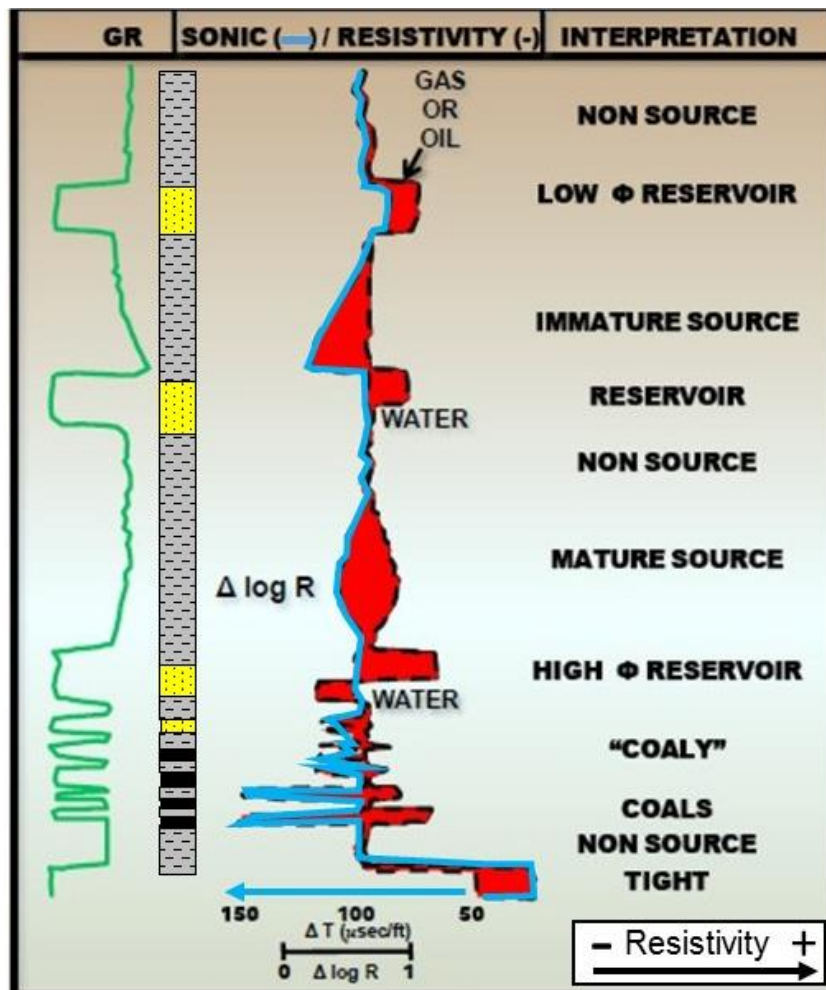 GR SONIC (—) / RESISTIVITY (-) INTERPRETATION
GAS
OR
OIL
NON SOURCE
LOW Φ RESERVOIR
IMMATURE SOURCE
RESERVOIR
WATER
NON SOURCE
MATURE SOURCE
Δ log R
HIGH Φ RESERVOIR
WATER
“COALY”
COALS
NON SOURCE
TIGHT
150 100 50
Δ T (μsec/ft)
0 Δ log R 1
- Resistivity +